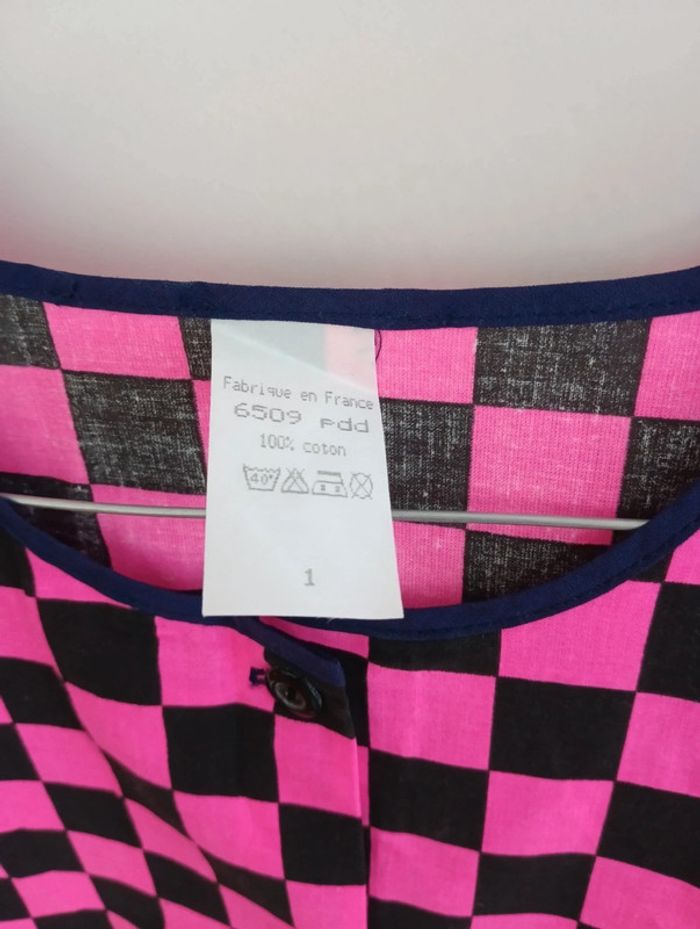 Fabrique en France
6509 pdd
100% coton
40°
1